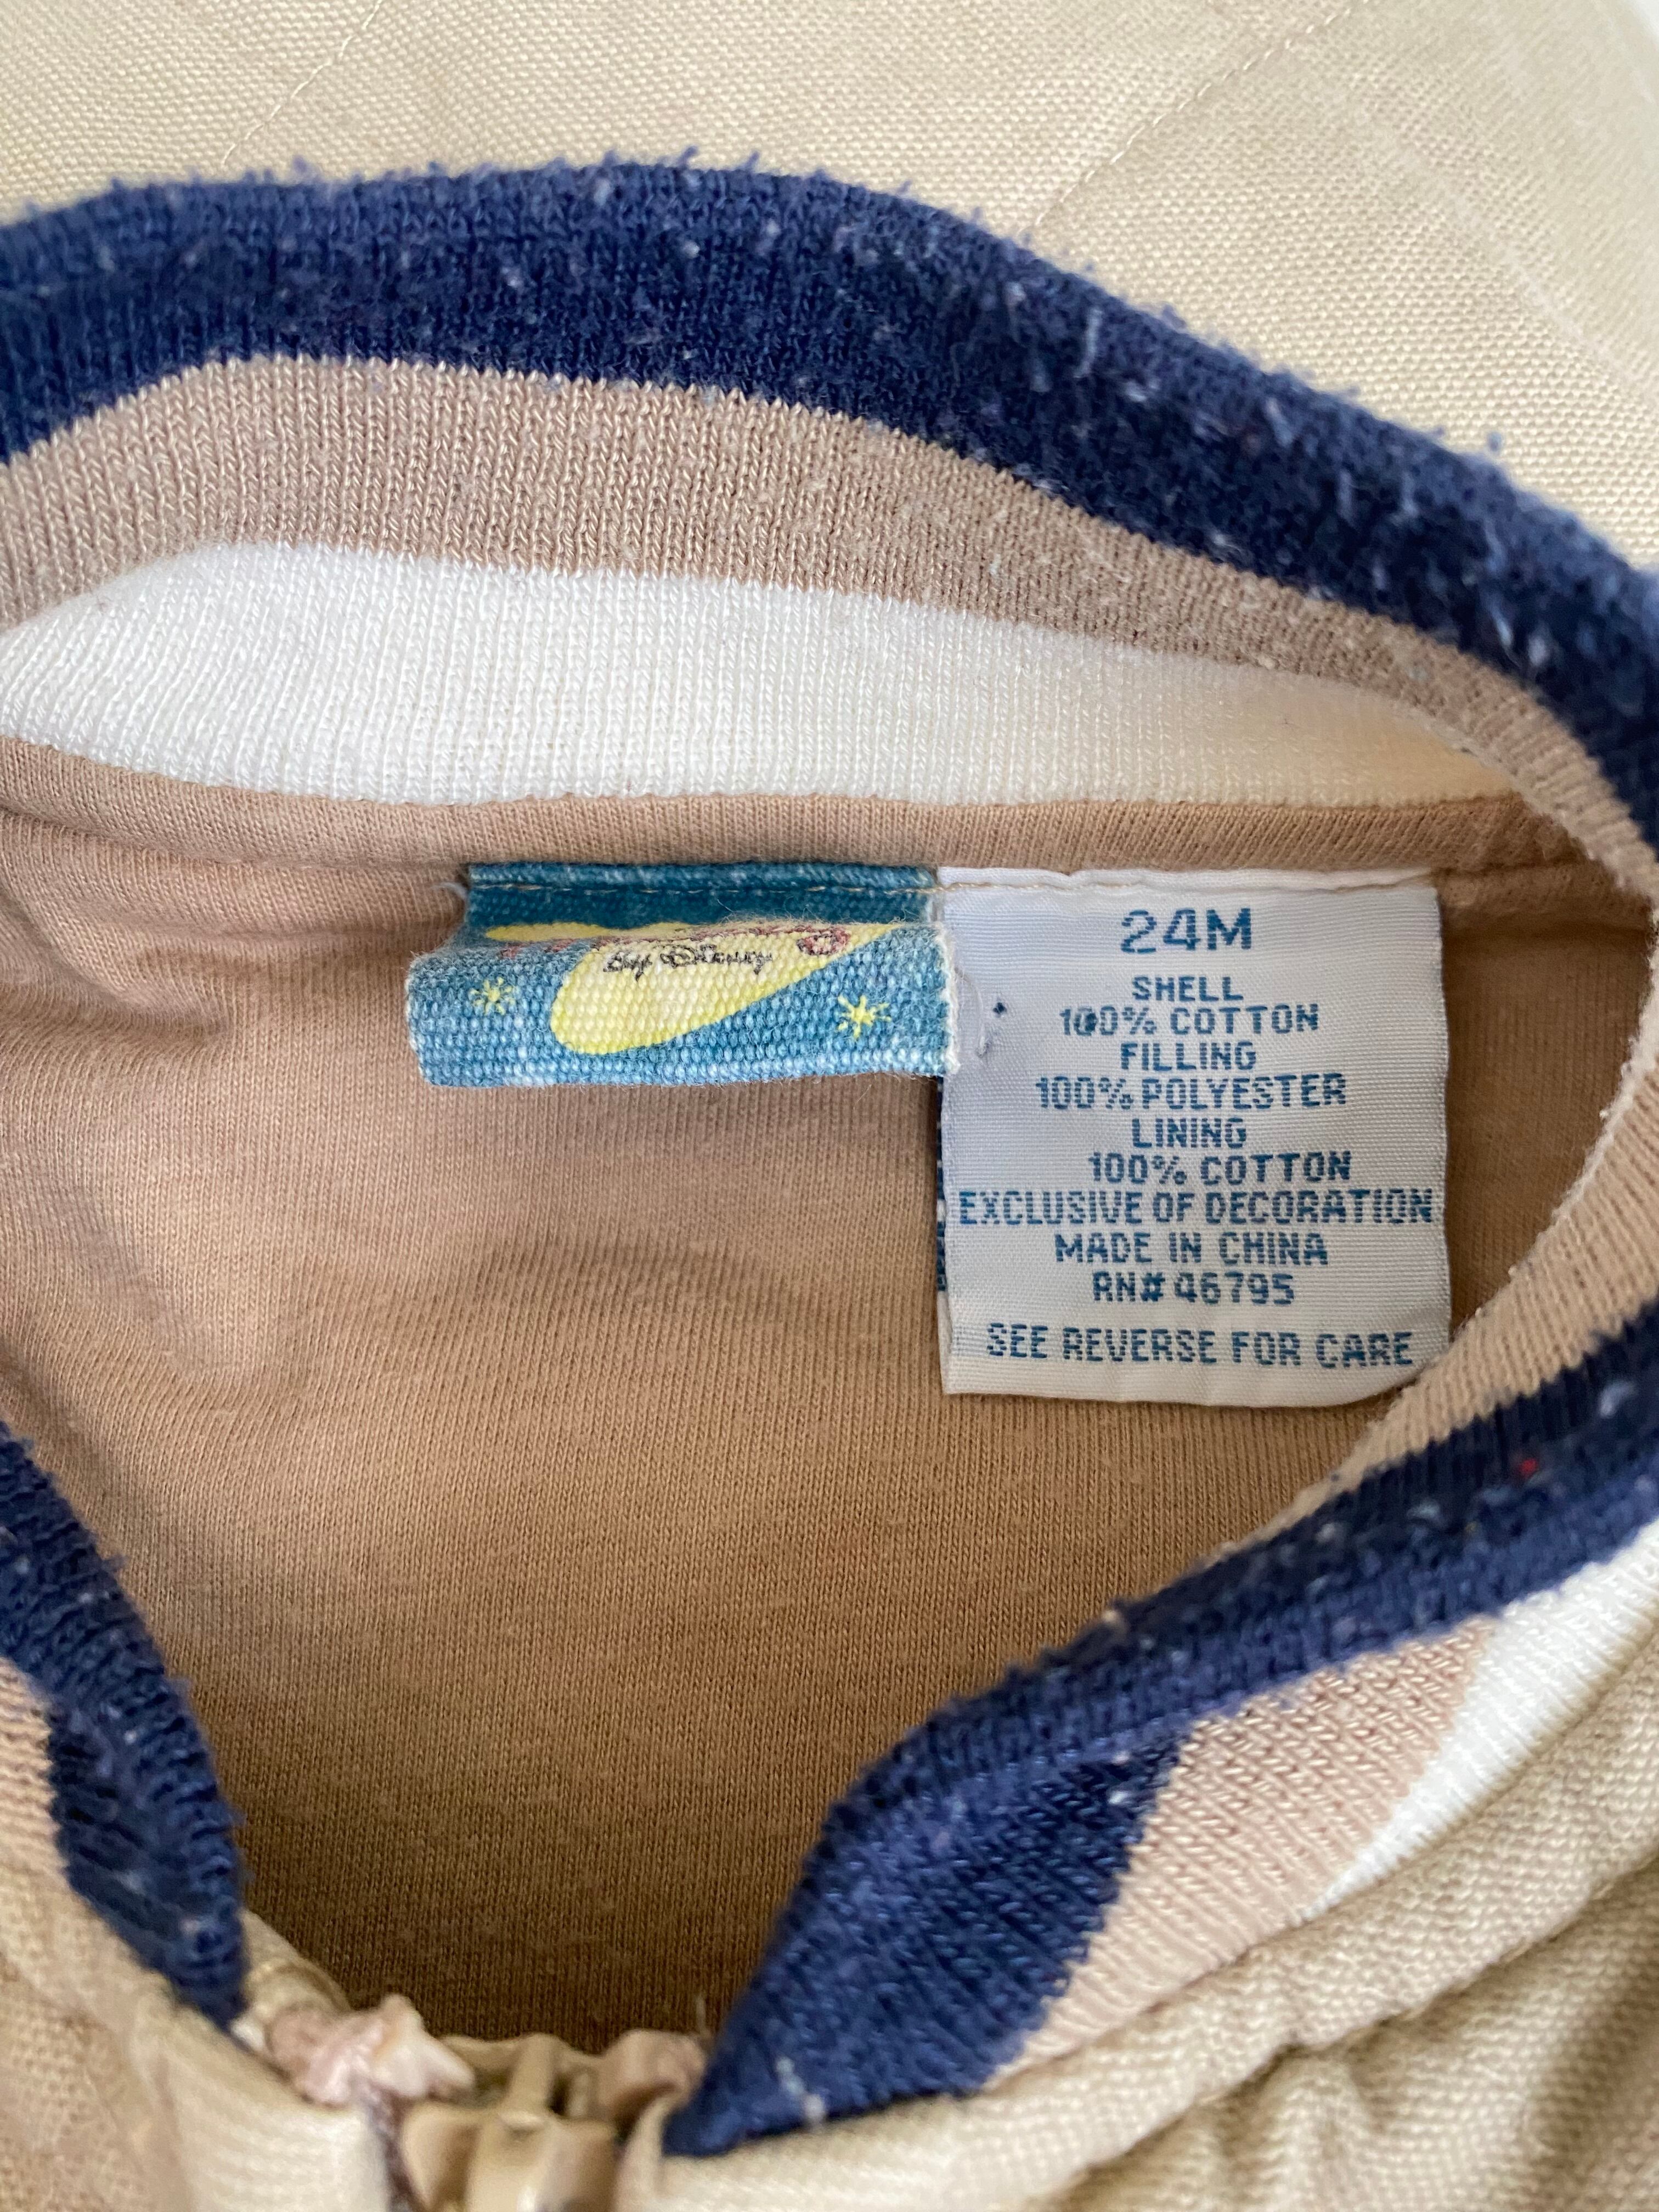 by Disney
24M
SHELL
100% COTTON
FILLING
100% POLYESTER
LINING
100% COTTON
EXCLUSIVE OF DECORATION
MADE IN CHINA
RN# 46795
SEE REVERSE FOR CARE